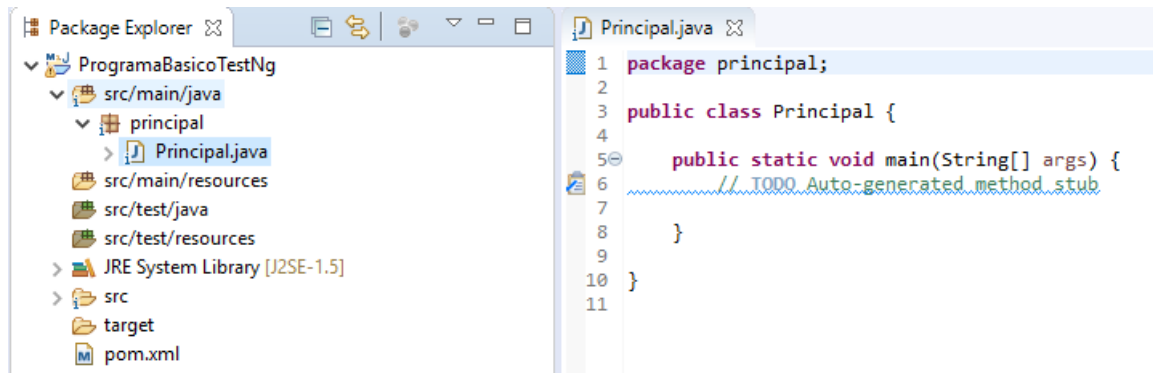 Package Explorer
ProgramaBasicoTestNg
src/main/java
principal
Principal.java
src/main/resources
src/test/java
src/test/resources
JRE System Library [J2SE-1.5]
src
target
pom.xml
Principal.java
1 package principal;
2
3 public class Principal {
4
5 public static void main(String[] args) {
6 // TODO Auto-generated method stub
7
8 }
9
10 }
11